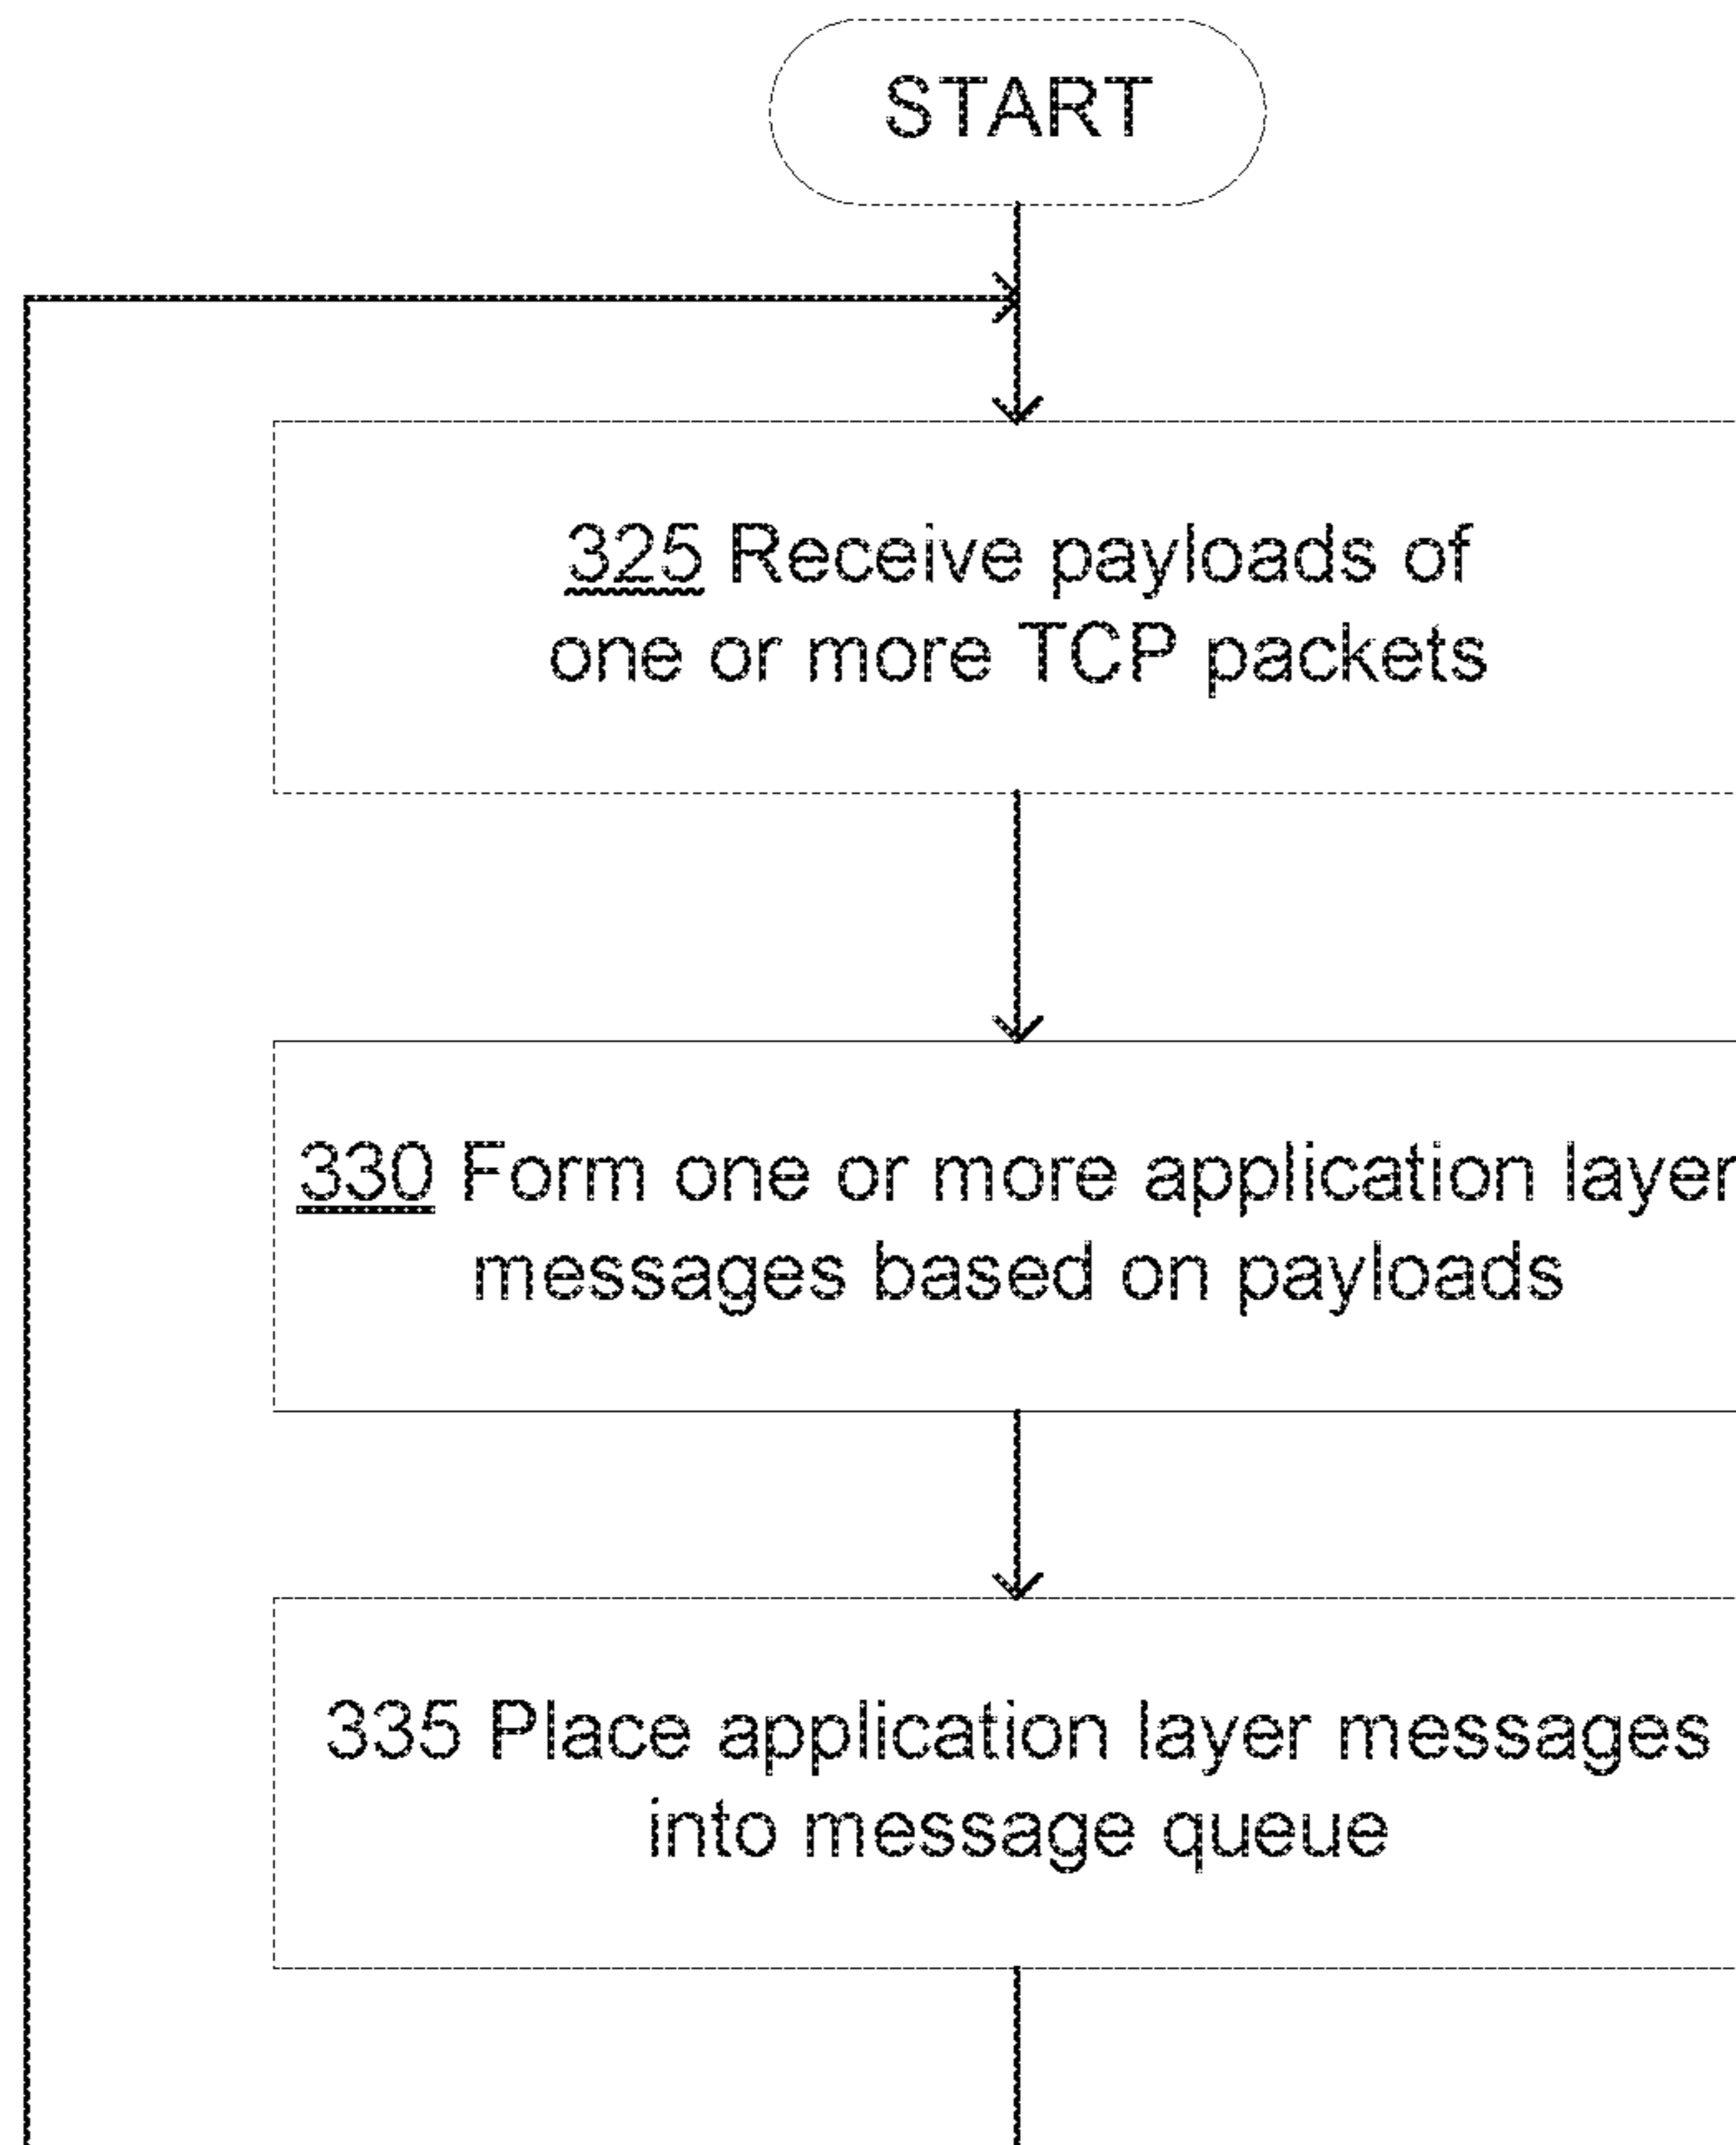 START
325 Receive payloads of
one or more TCP packets
330 Form one or more application layer
messages based on payloads
335 Place application layer messages
into message queue